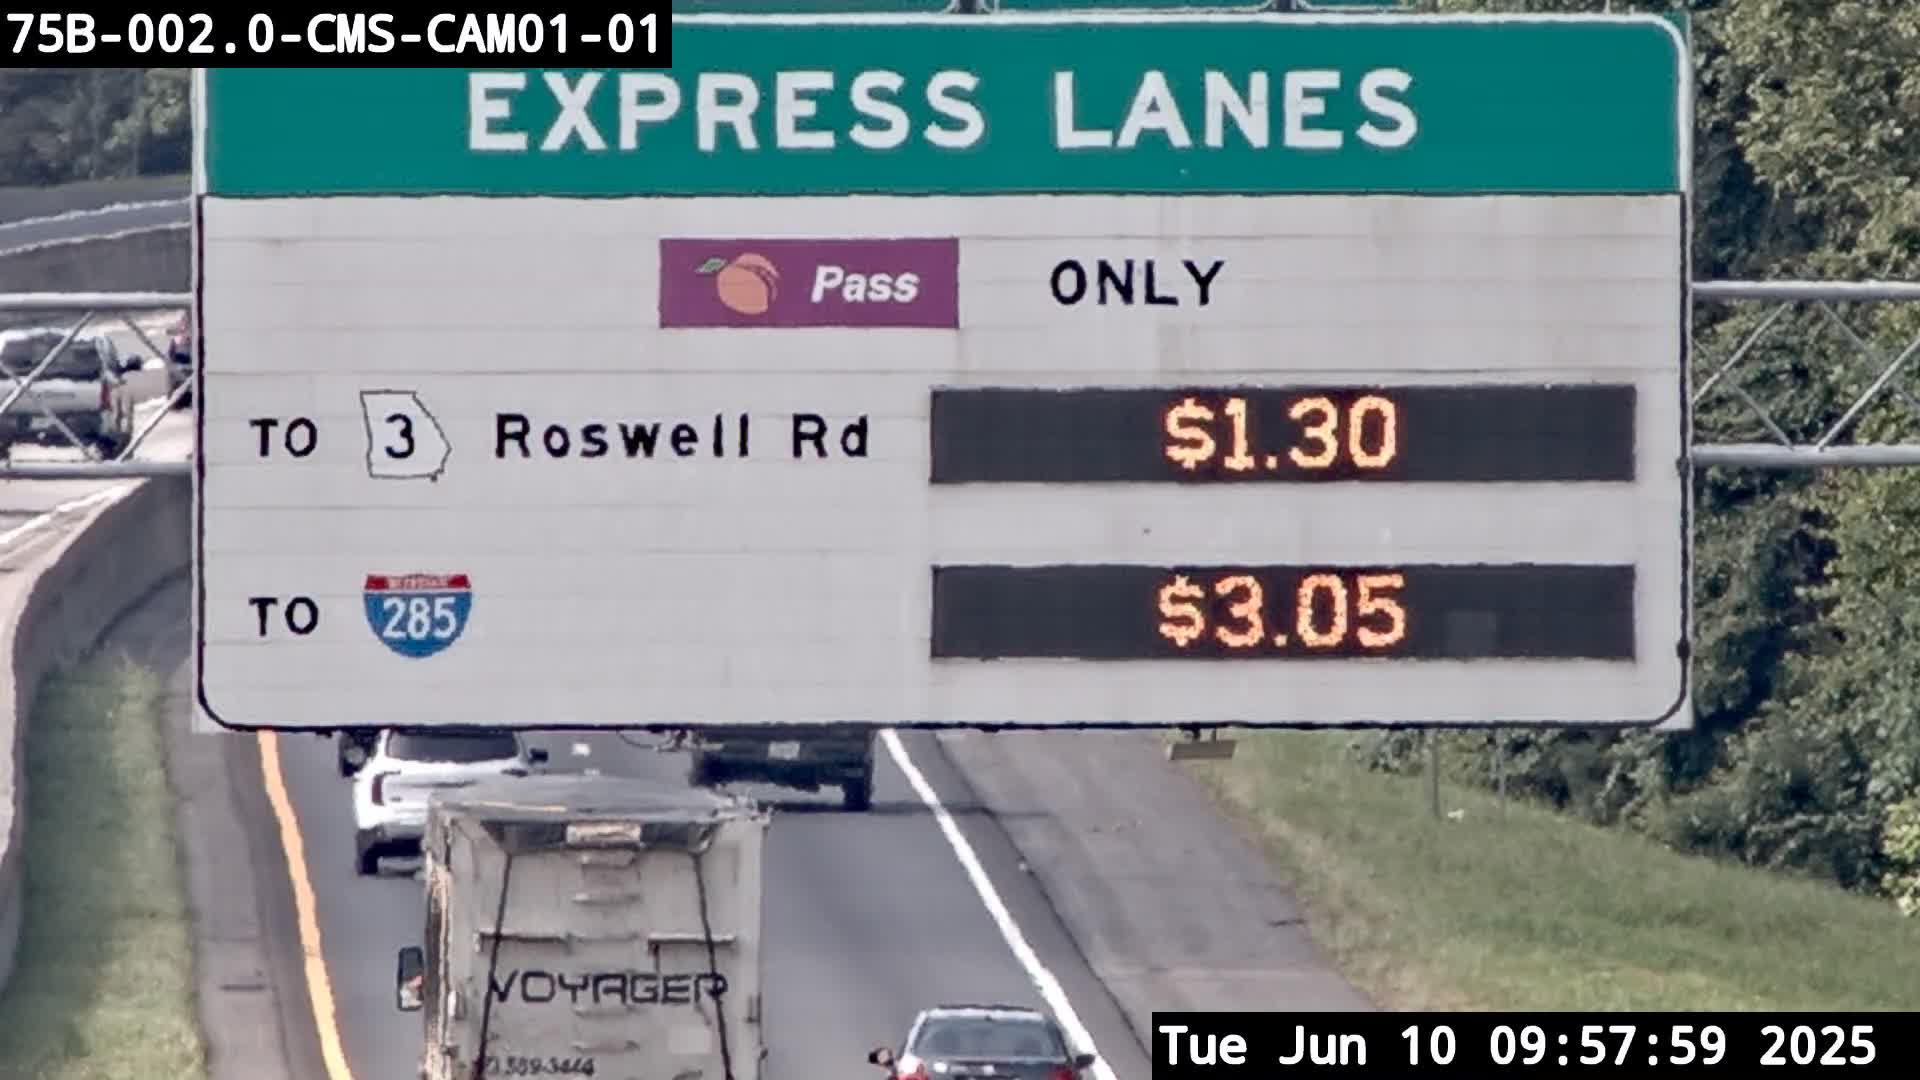 75B-002.0-CMS-CAM01-01
EXPRESS LANES
Pass ONLY
TO 3 Roswell Rd $1.30
TO INTERSTATE 285 $3.05
VOYAGER
Tue Jun 10 09:57:59 2025